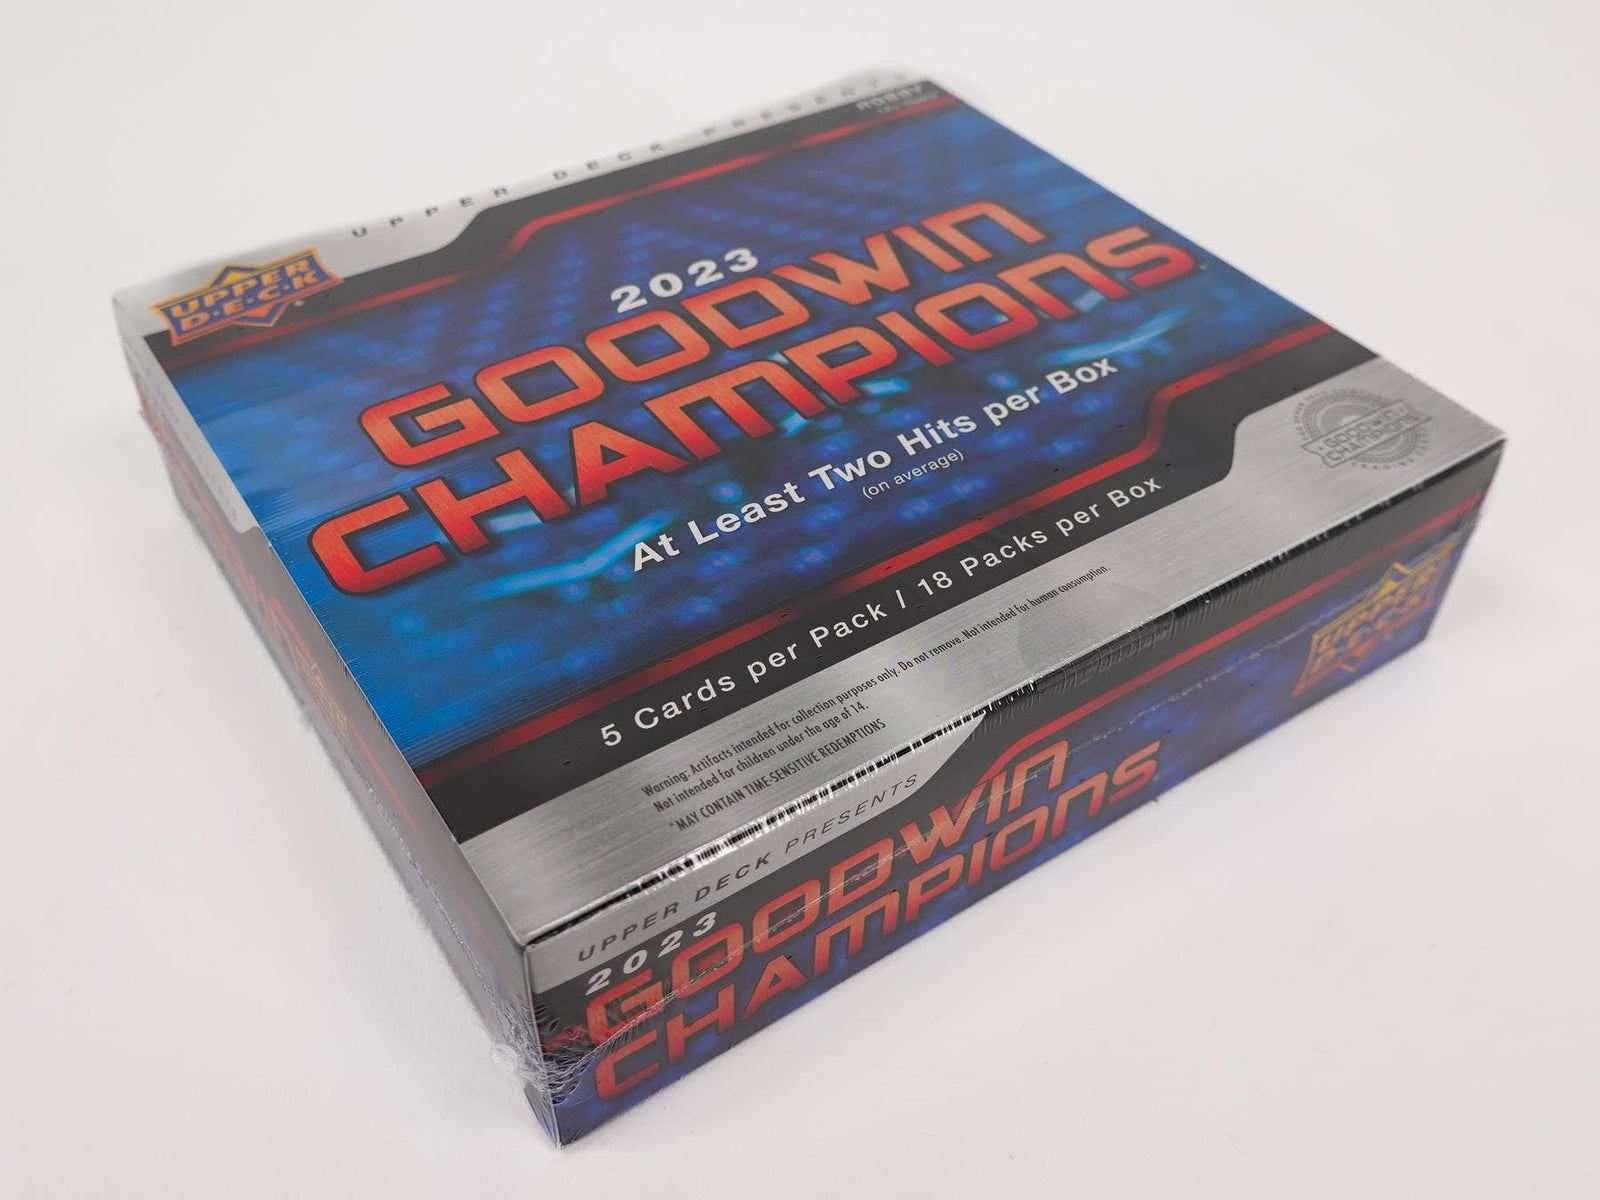 UPPER DECK PRESENTS
HOBBY
UPPER
D·E·C·K
2023
GOODWIN
CHAMPIONS
At Least Two Hits per Box
(on average)
5 Cards per Pack / 18 Packs per Box
GOODWIN
CHAMPIONS
Warning: Artifacts intended for collection purposes only. Do not remove. Not intended for human consumption.
Not intended for children under the age of 14.
*MAY CONTAIN TIME-SENSITIVE REDEMPTIONS
UPPER DECK PRESENTS
2023
GOODWIN
CHAMPIONS
UPPER
DECK